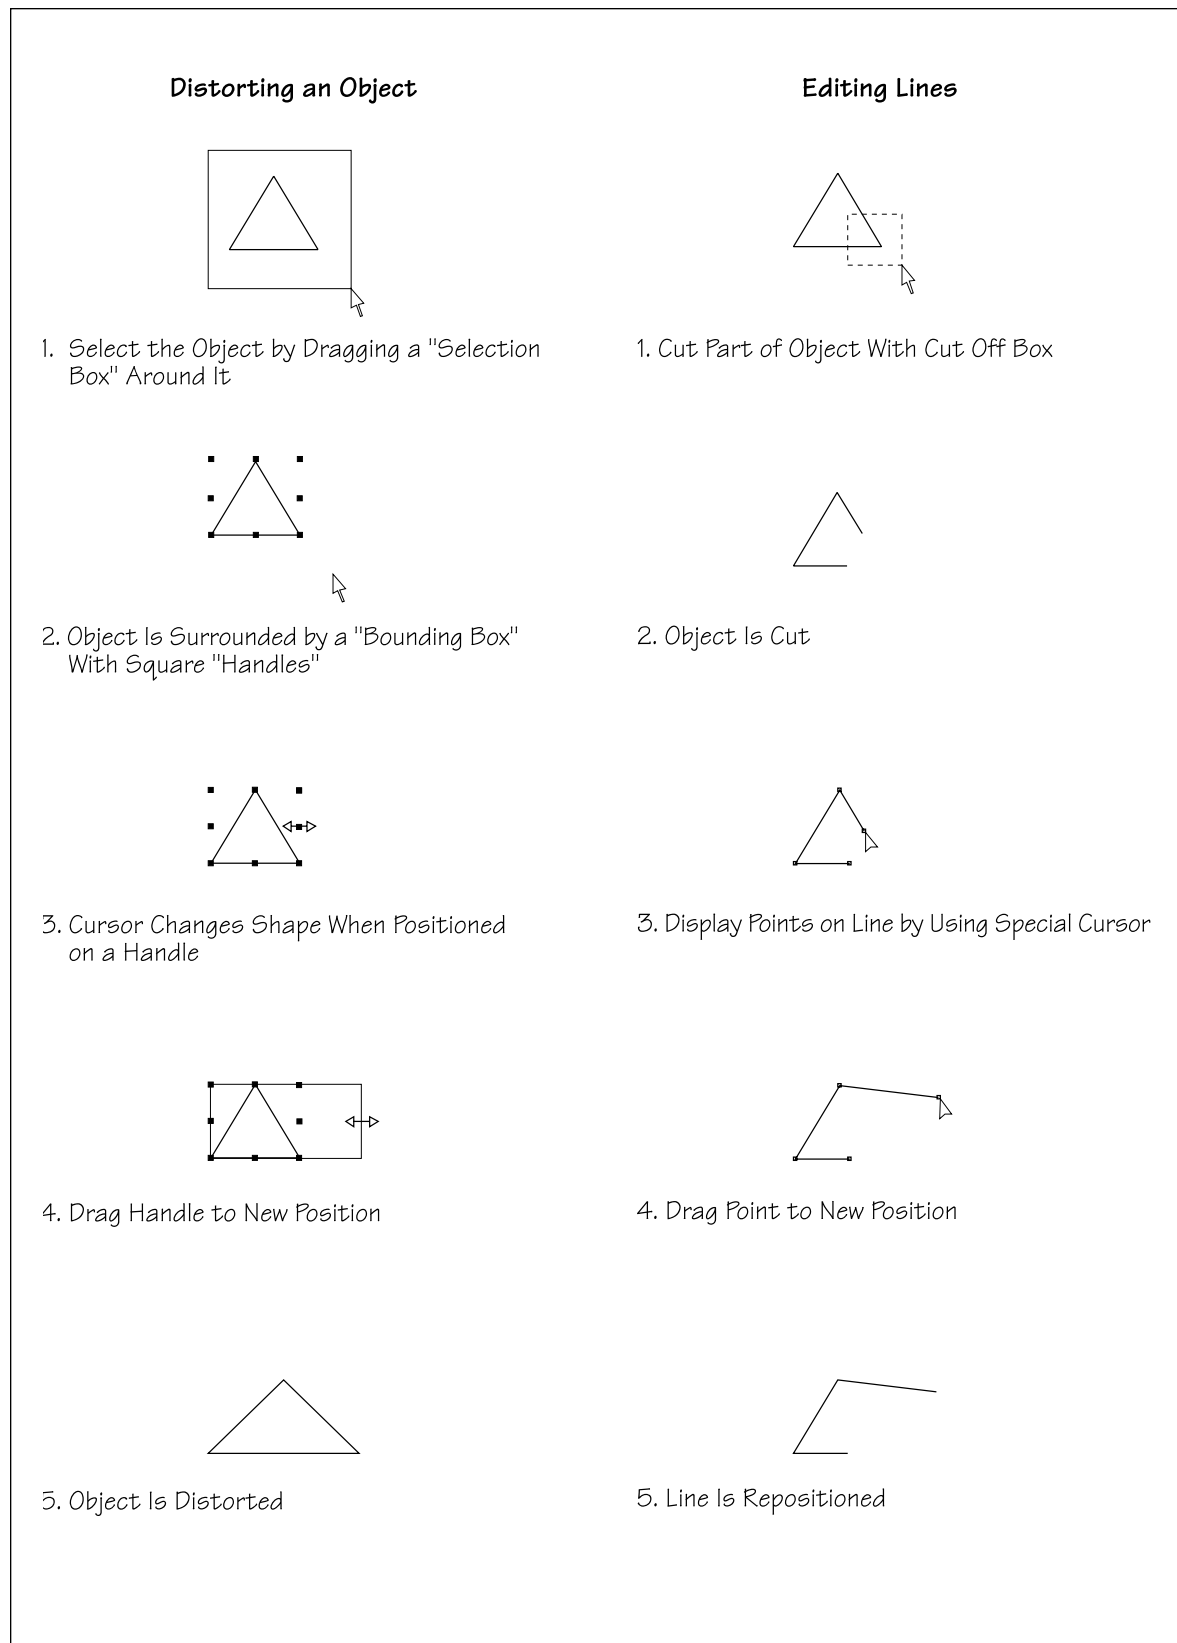 Distorting an Object
1. Select the Object by Dragging a "Selection
Box" Around It
2. Object Is Surrounded by a "Bounding Box"
With Square "Handles"
3. Cursor Changes Shape When Positioned
on a Handle
4. Drag Handle to New Position
5. Object Is Distorted
Editing Lines
1. Cut Part of Object With Cut Off Box
2. Object Is Cut
3. Display Points on Line by Using Special Cursor
4. Drag Point to New Position
5. Line Is Repositioned